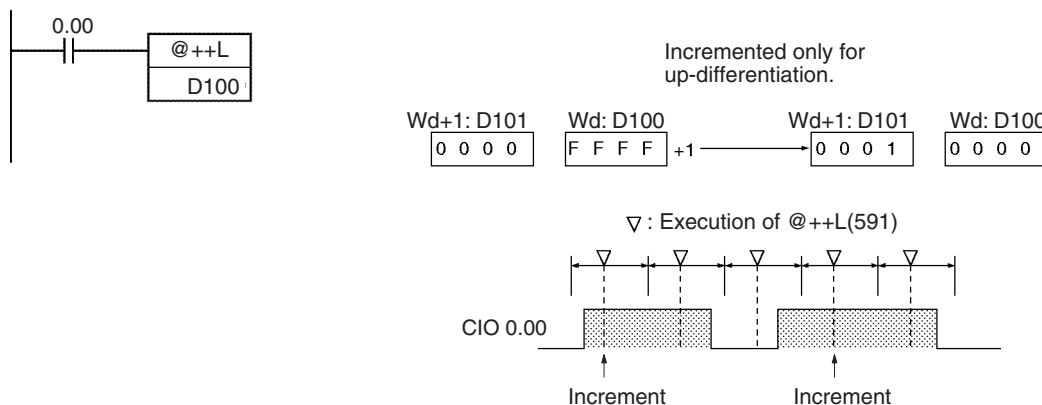 0.00
@++L
D100
Incremented only for
up-differentiation.
Wd+1: D101 Wd: D100 Wd+1: D101 Wd: D100
0 0 0 0 F F F F +1 0 0 0 1 0 0 0 0
: Execution of @++L(591)
CIO 0.00
Increment Increment